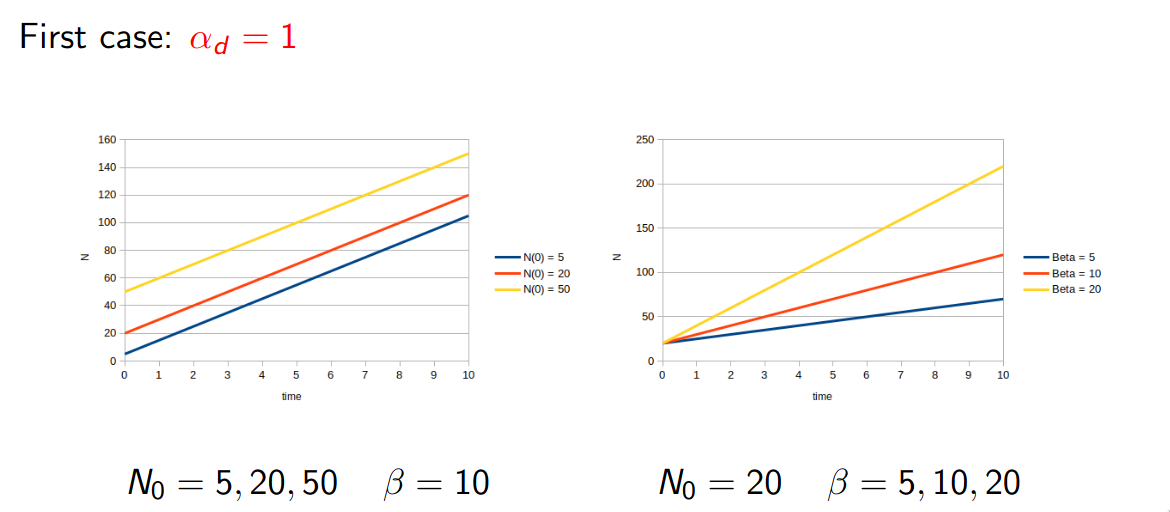 First case: α_d = 1
160
140
120
100
80
60
40
20
0
N
0 1 2 3 4 5 6 7 8 9 10
time
N(0) = 5
N(0) = 20
N(0) = 50
250
200
150
100
50
0
N
0 1 2 3 4 5 6 7 8 9 10
time
Beta = 5
Beta = 10
Beta = 20
N₀ = 5, 20, 50 β = 10
N₀ = 20 β = 5, 10, 20